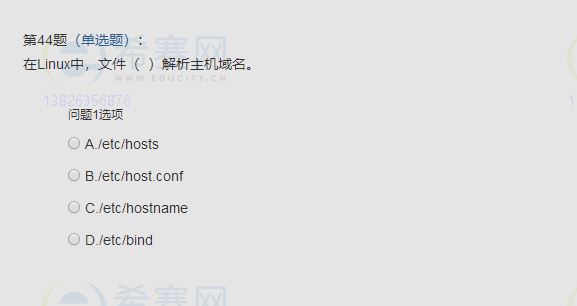 第44题（单选题）：
在Linux中，文件（ ）解析主机域名。
希赛网
WWW.EDUCITY.CN
13826356876
问题1选项
A./etc/hosts
B./etc/host.conf
C./etc/hostname
D./etc/bind
希赛网